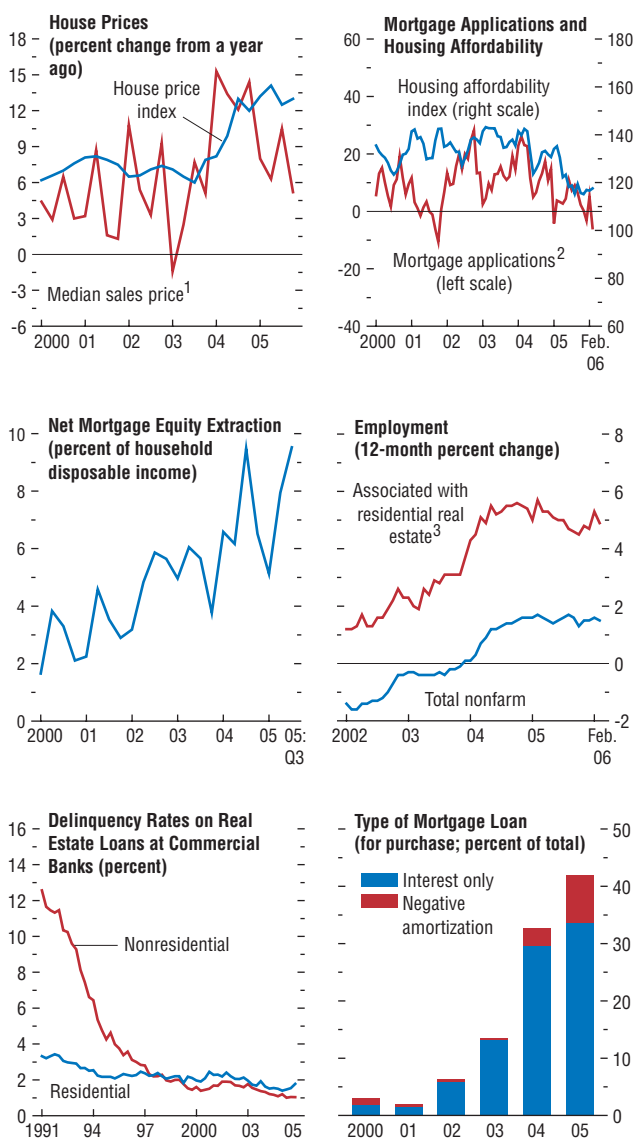 House Prices
(percent change from a year
ago)
18
15
12
9
6
3
0
-3
-6
House price
index
Median sales price1
2000 01 02 03 04 05
Mortgage Applications and
Housing Affordability
60
40
20
0
-20
-40
180
160
140
120
100
80
60
Housing affordability
index (right scale)
Mortgage applications2
(left scale)
2000 01 02 03 04 05 Feb.
06
Net Mortgage Equity Extraction
(percent of household
disposable income)
10
8
6
4
2
0
2000 01 02 03 04 05 05:
Q3
Employment
(12-month percent change)
8
6
4
2
0
-2
Associated with
residential real
estate3
Total nonfarm
2002 03 04 05 Feb.
06
Delinquency Rates on Real
Estate Loans at Commercial
Banks (percent)
16
14
12
10
8
6
4
2
0
Nonresidential
Residential
1991 94 97 2000 03 05
Type of Mortgage Loan
(for purchase; percent of total)
50
40
30
20
10
0
Interest only
Negative
amortization
2000 01 02 03 04 05